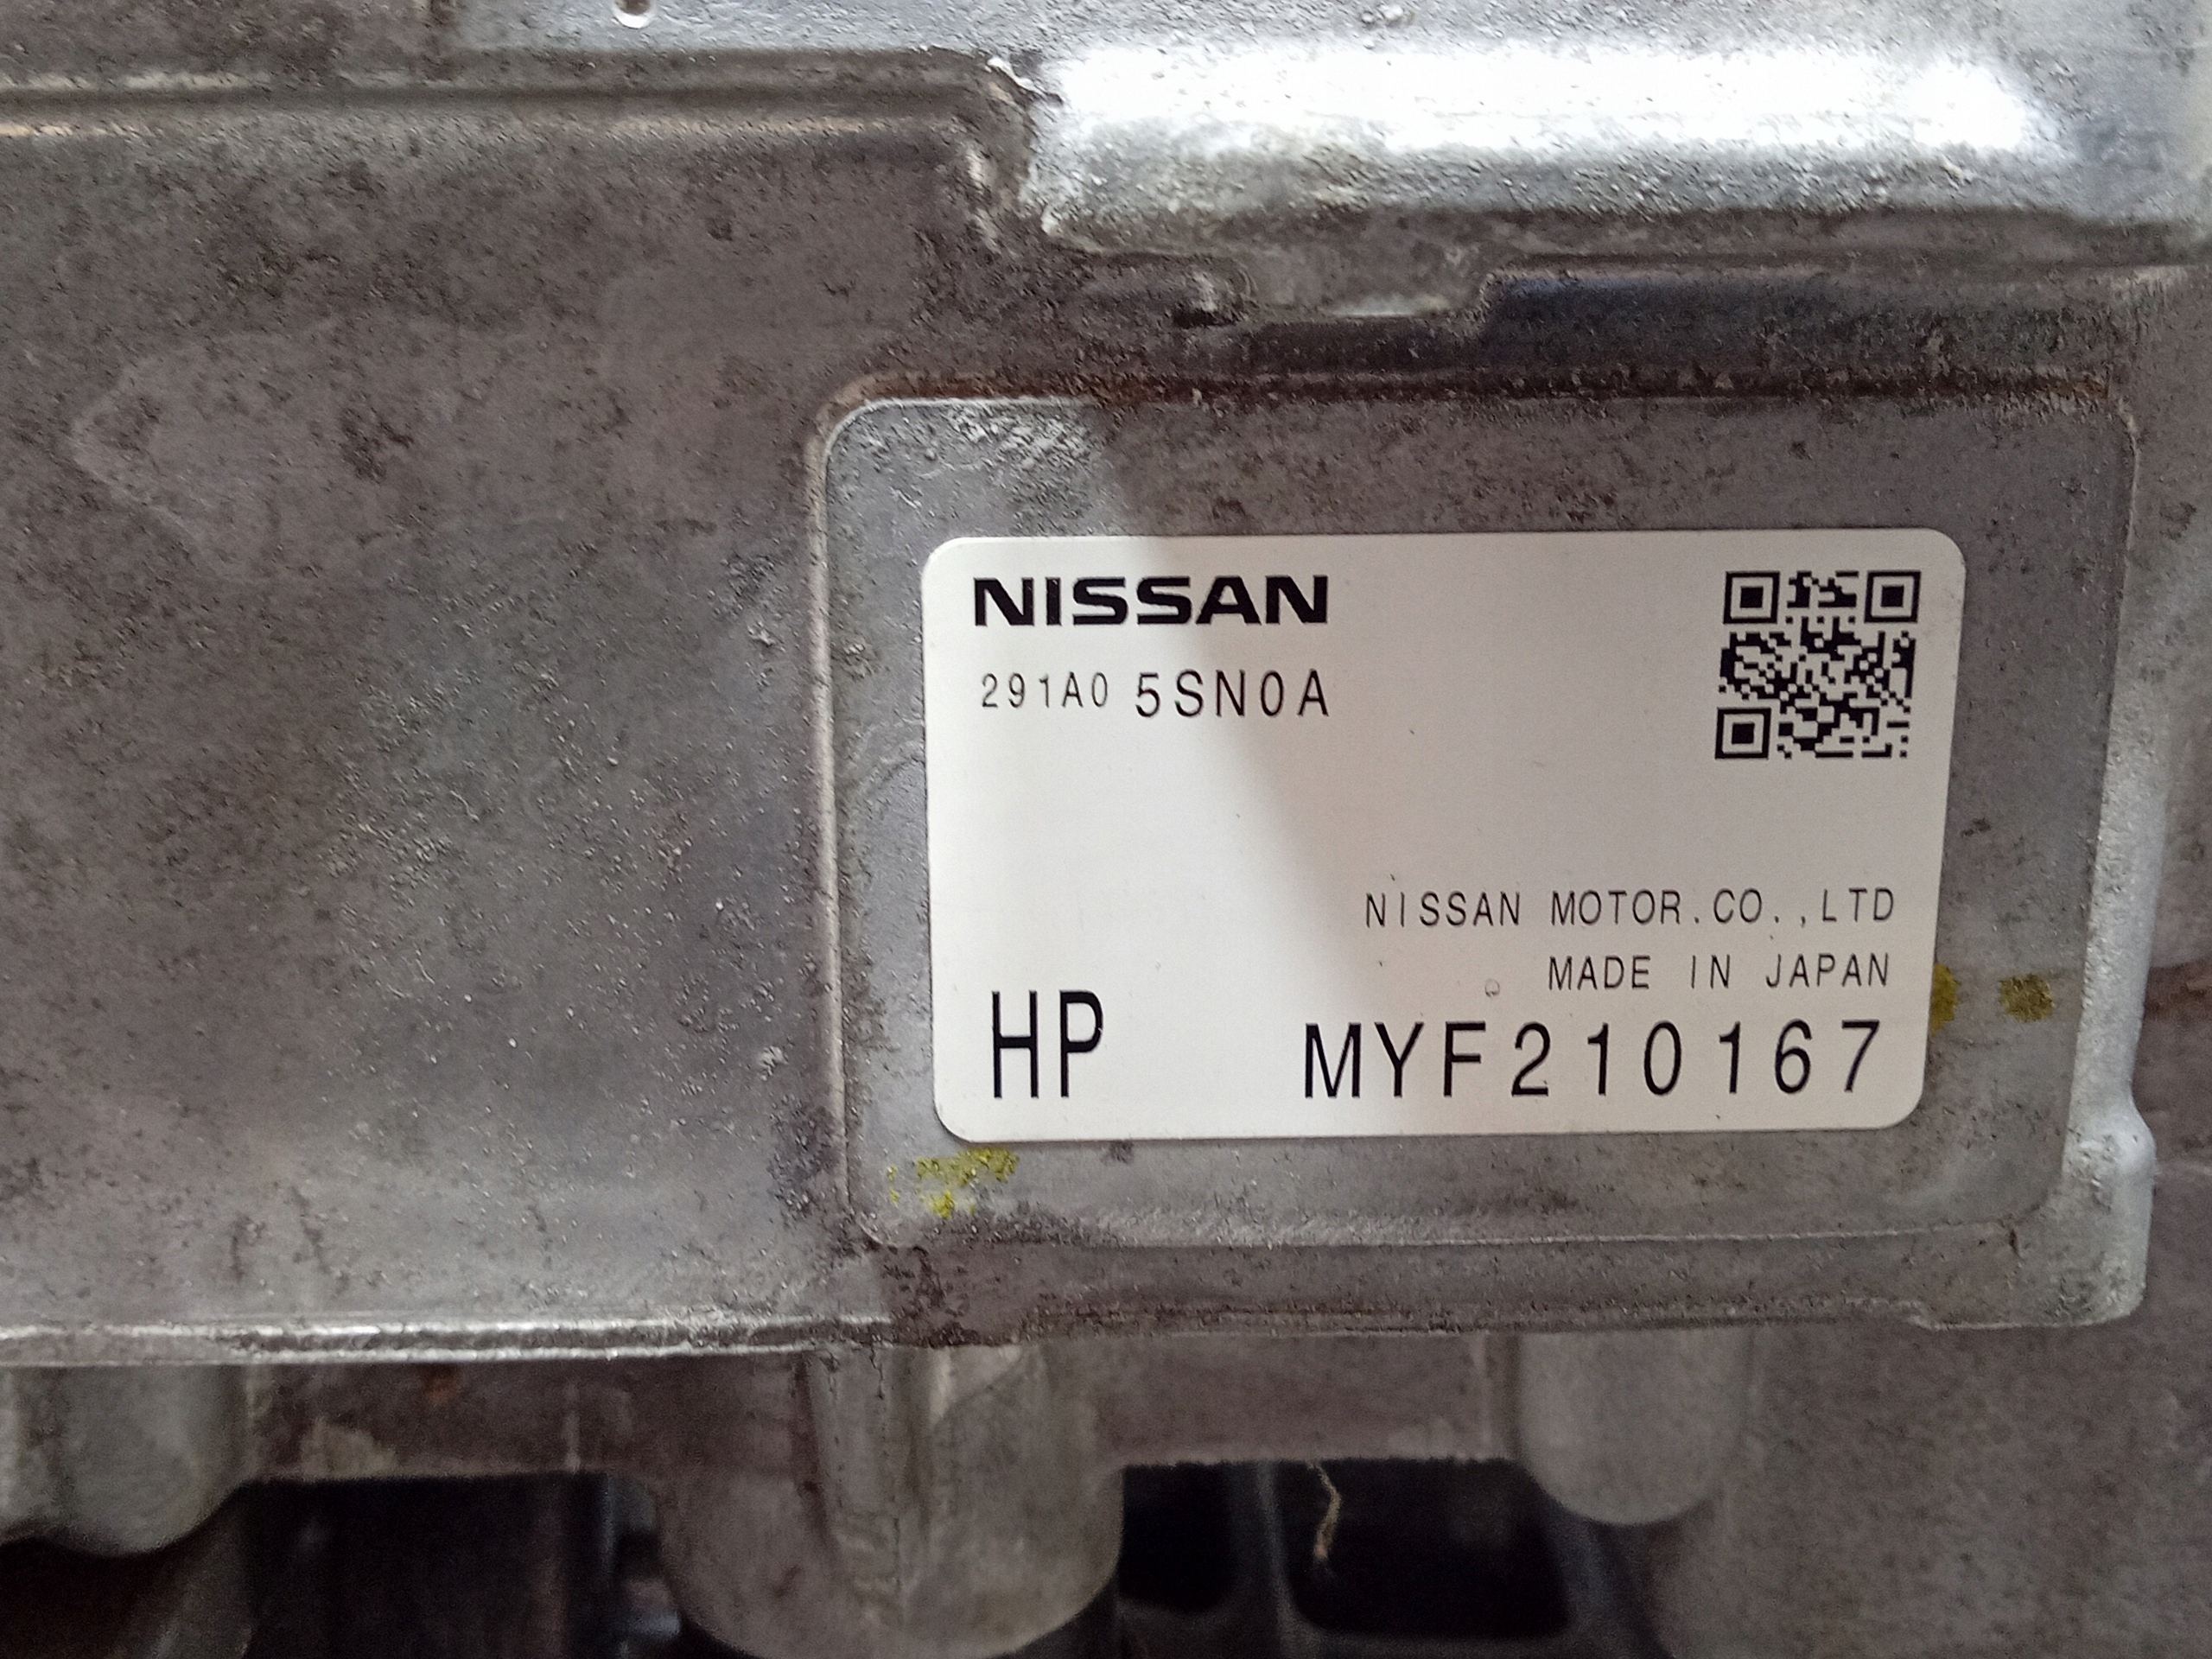 NISSAN
291A0 5SN0A
NISSAN MOTOR.CO.,LTD
MADE IN JAPAN
HP MYF210167